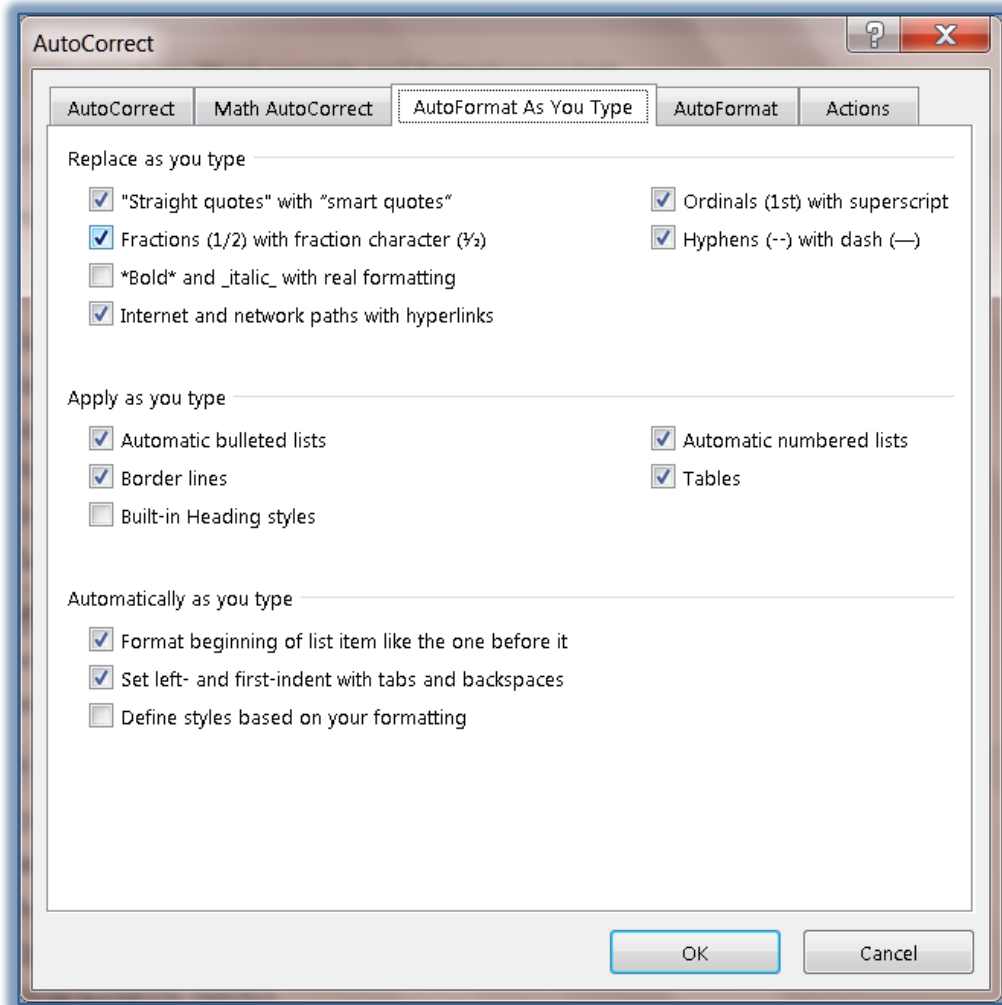 AutoCorrect
AutoCorrect Math AutoCorrect AutoFormat As You Type AutoFormat Actions
Replace as you type
"Straight quotes" with “smart quotes” Ordinals (1st) with superscript
Fractions (1/2) with fraction character (½) Hyphens (--) with dash (—)
*Bold* and _italic_ with real formatting
Internet and network paths with hyperlinks
Apply as you type
Automatic bulleted lists Automatic numbered lists
Border lines Tables
Built-in Heading styles
Automatically as you type
Format beginning of list item like the one before it
Set left- and first-indent with tabs and backspaces
Define styles based on your formatting
OK Cancel